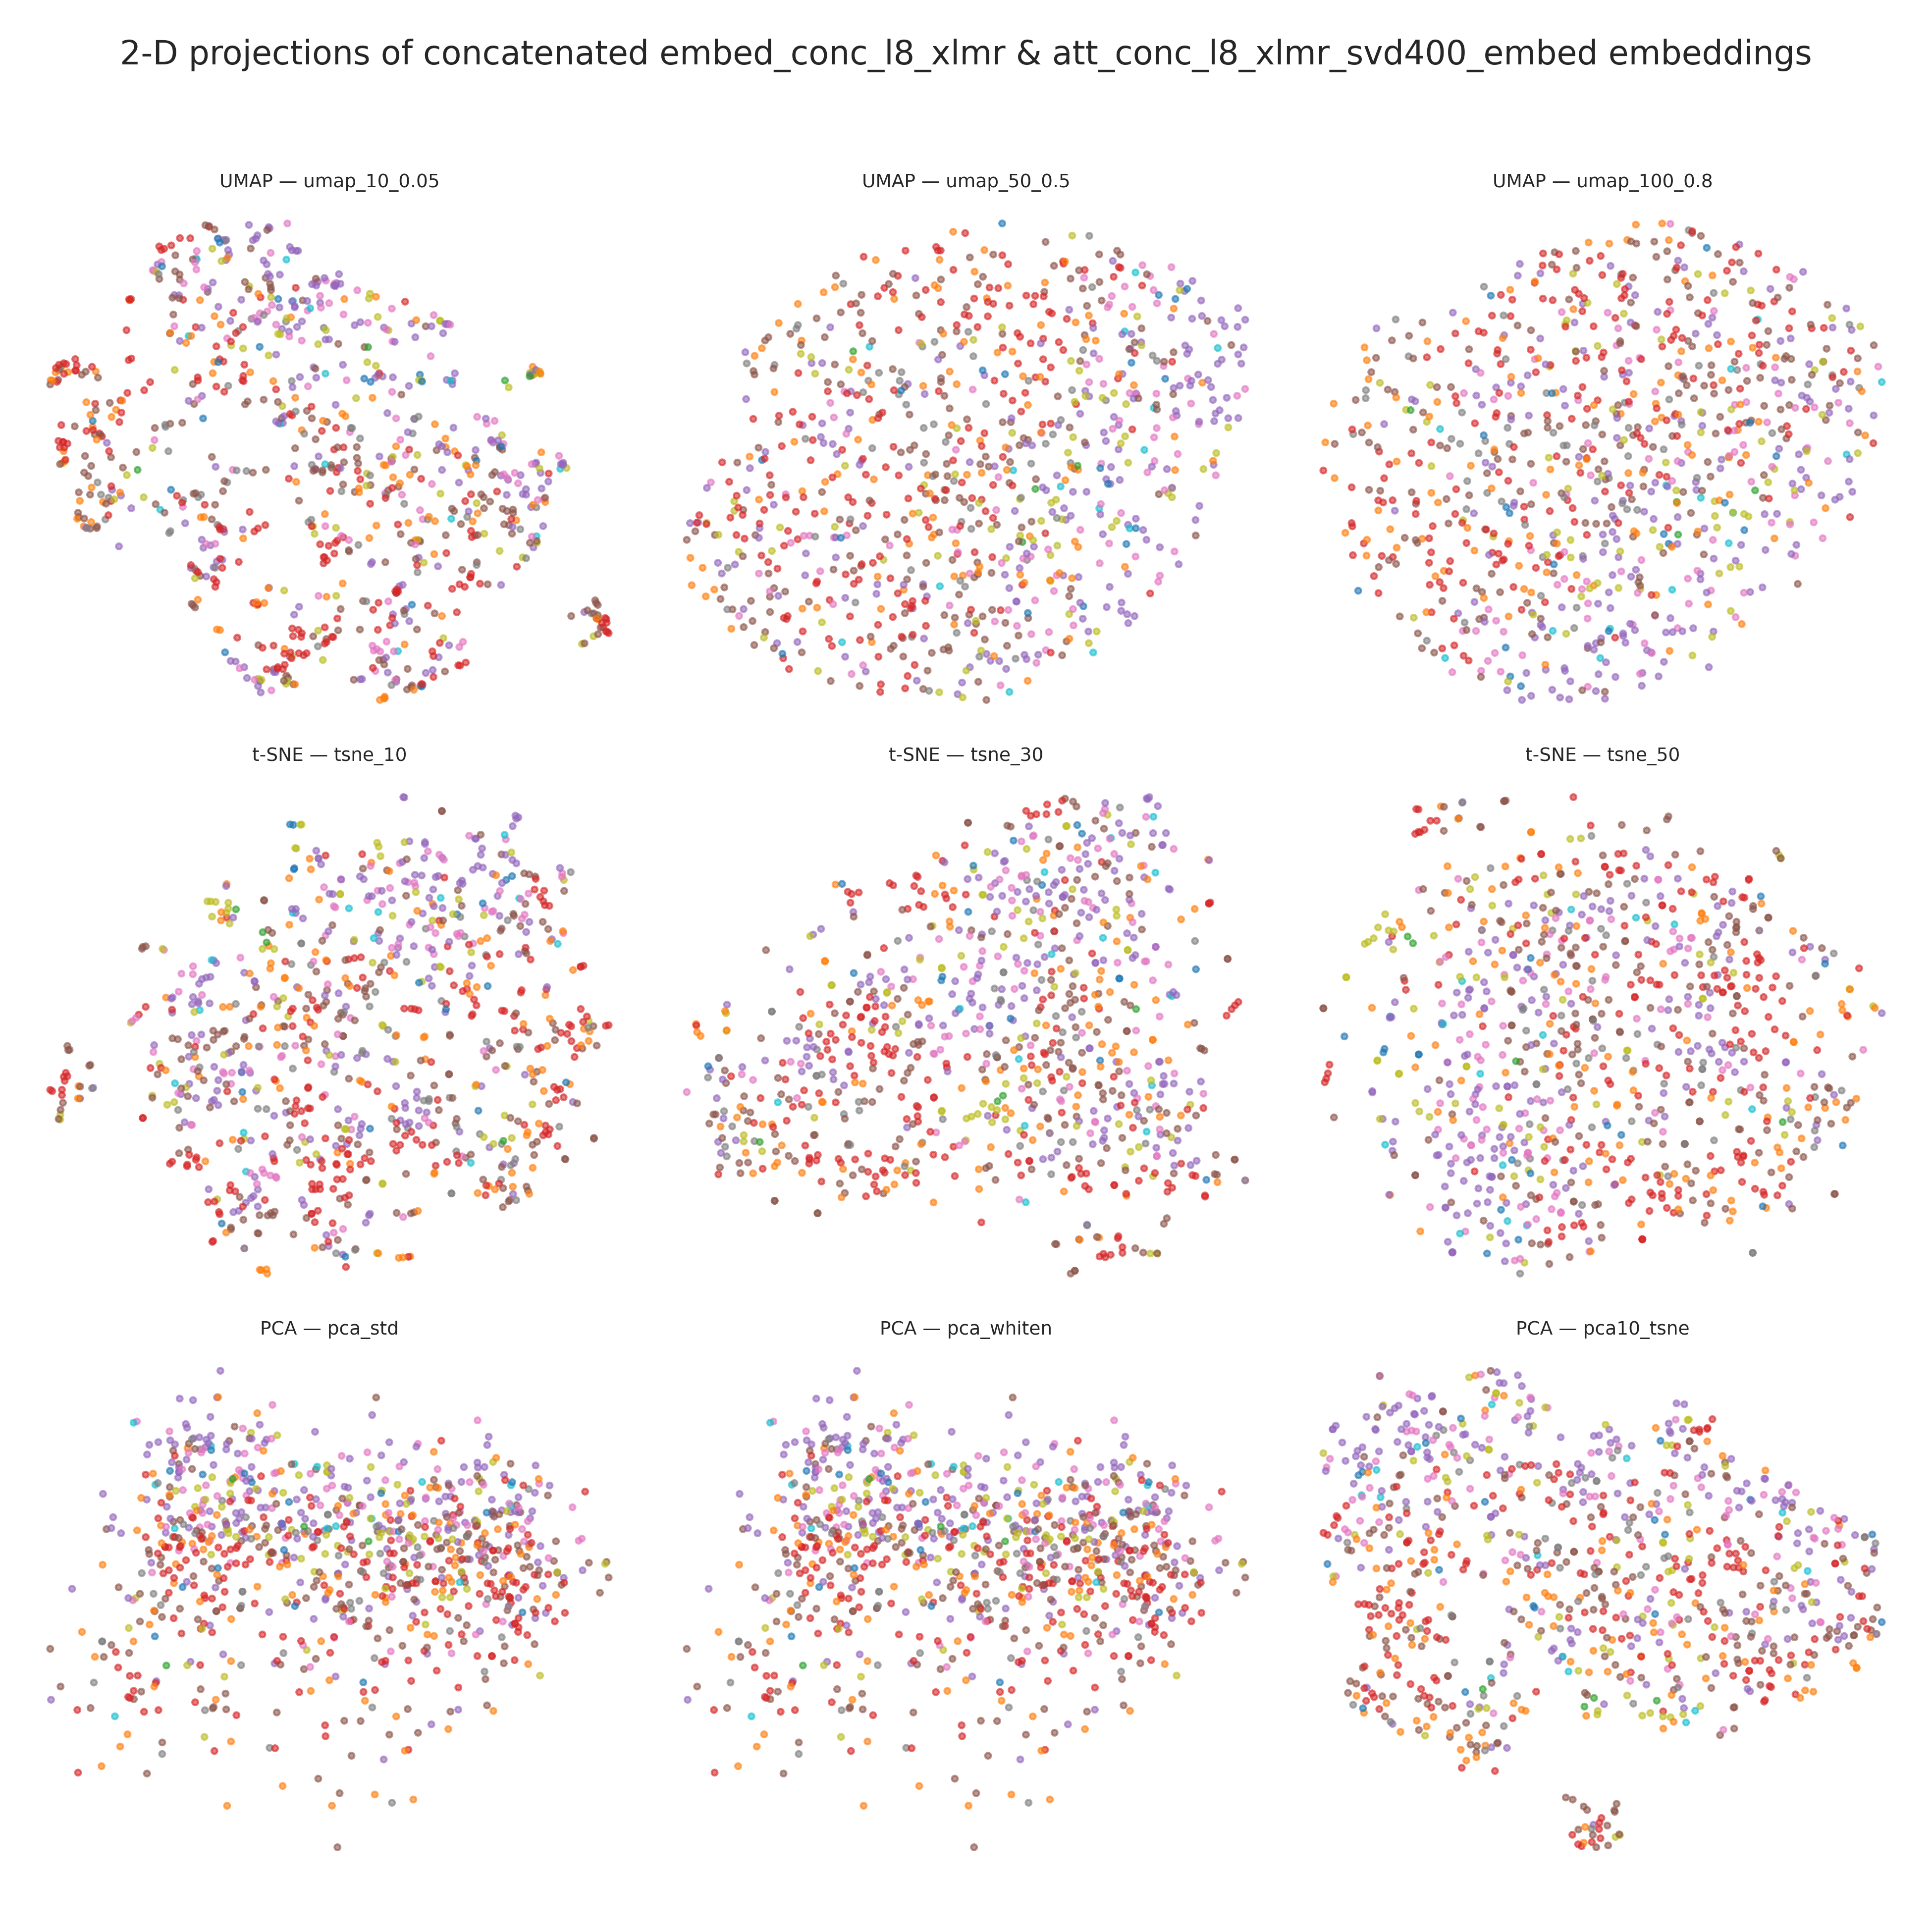 2-D projections of concatenated embed_conc_l8_xlmr & att_conc_l8_xlmr_svd400_embed embeddings
UMAP — umap_10_0.05
UMAP — umap_50_0.5
UMAP — umap_100_0.8
t-SNE — tsne_10
t-SNE — tsne_30
t-SNE — tsne_50
PCA — pca_std
PCA — pca_whiten
PCA — pca10_tsne